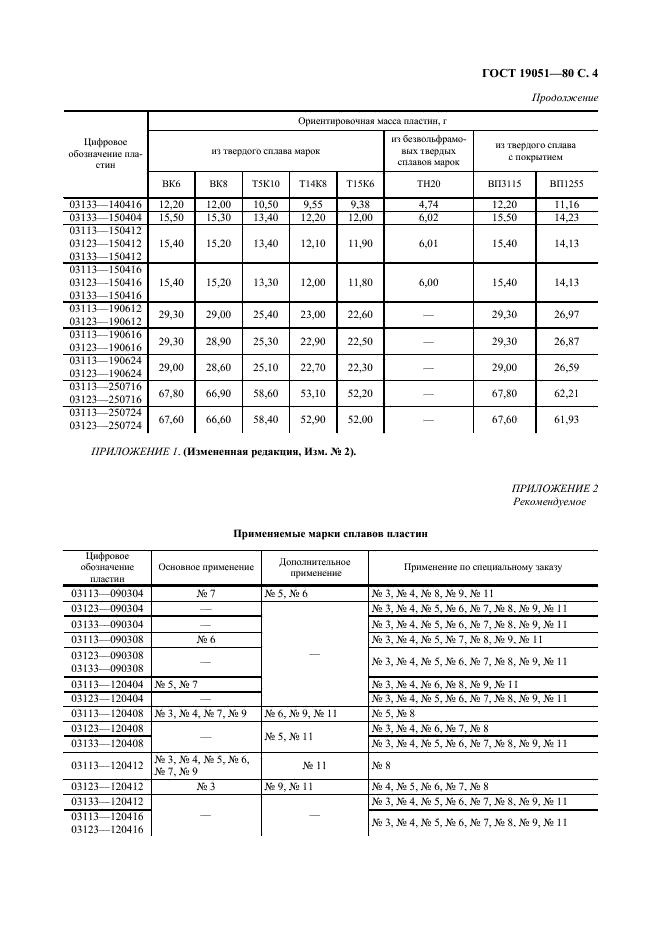 ГОСТ 19051—80 С. 4
Продолжение
Цифровое обозначение пла-
стин
Ориентировочная масса пластин, г
из твердого сплава марок
из безвольфрамо-
вых твердых
сплавов марок
из твердого сплава
с покрытием
ВК6 ВК8 Т5К10 Т14К8 Т15К6 ТН20 ВП3115 ВП1255
03133—140416 12,20 12,00 10,50 9,55 9,38 4,74 12,20 11,16
03133—150404 15,50 15,30 13,40 12,20 12,00 6,02 15,50 14,23
03113—150412
03123—150412 15,40 15,20 13,40 12,10 11,90 6,01 15,40 14,13
03133—150412
03113—150416
03123—150416 15,40 15,20 13,30 12,00 11,80 6,00 15,40 14,13
03133—150416
03113—190612
03123—190612
29,30 29,00 25,40 23,00 22,60 — 29,30 26,97
03113—190616
03123—190616
29,30 28,90 25,30 22,90 22,50 — 29,30 26,87
03113—190624
03123—190624
29,00 28,60 25,10 22,70 22,30 — 29,00 26,59
03113—250716
03123—250716
67,80 66,90 58,60 53,10 52,20 — 67,80 62,21
03113—250724
03123—250724
67,60 66,60 58,40 52,90 52,00 — 67,60 61,93
ПРИЛОЖЕНИЕ 1. (Измененная редакция, Изм. № 2).
ПРИЛОЖЕНИЕ 2
Рекомендуемое
Применяемые марки сплавов пластин
Цифровое
обозначение
пластин
Основное применение
Дополнительное
применение
Применение по специальному заказу
03113—090304 № 7 № 5, № 6 № 3, № 4, № 8, № 9, № 11
03123—090304 — № 3, № 4, № 5, № 6, № 7, № 8, № 9, № 11
03133—090304 — № 3, № 4, № 5, № 6, № 7, № 8, № 9, № 11
03113—090308 № 6 № 3, № 4, № 5, № 7, № 8, № 9, № 11
03123—090308
03133—090308
— — № 3, № 4, № 5, № 6, № 7, № 8, № 9, № 11
03113—120404 № 5, № 7 № 3, № 4, № 6, № 8, № 9, № 11
03123—120404 — № 3, № 4, № 5, № 6, № 7, № 8, № 9, № 11
03113—120408 № 3, № 4, № 7, № 9 № 6, № 9, № 11 № 5, № 8
03123—120408 № 3, № 4, № 6, № 7, № 8
— № 5, № 11
03133—120408 № 3, № 4, № 5, № 6, № 7, № 8, № 9, № 11
03113—120412 № 3, № 4, № 5, № 6,
№ 7, № 9
№ 11 № 8
03123—120412 № 3 № 9, № 11 № 4, № 5, № 6, № 7, № 8
03133—120412 № 3, № 4, № 5, № 6, № 7, № 8, № 9, № 11
03113—120416
03123—120416
— — № 3, № 4, № 5, № 6, № 7, № 8, № 9, № 11